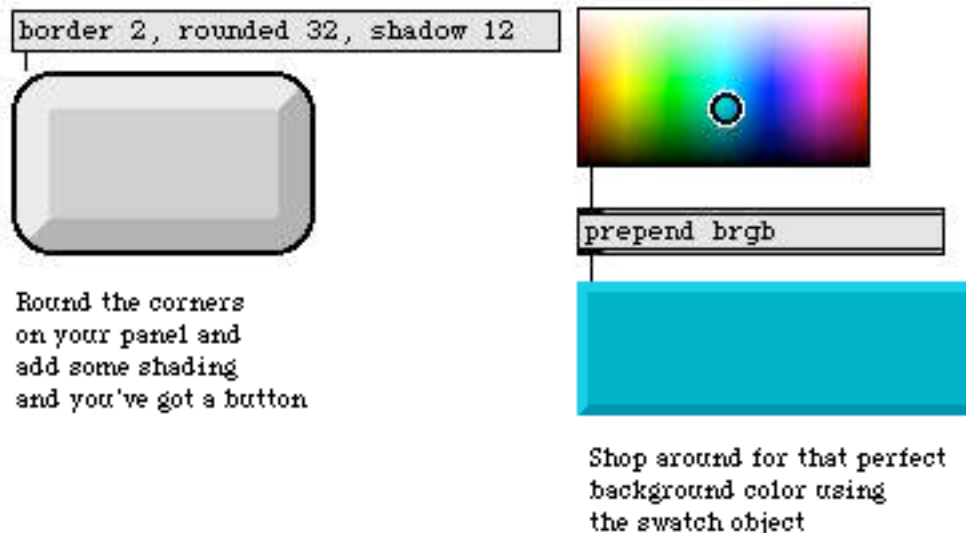 border 2, rounded 32, shadow 12
Round the corners
on your panel and
add some shading
and you've got a button
prepend brgb
Shop around for that perfect
background color using
the swatch object